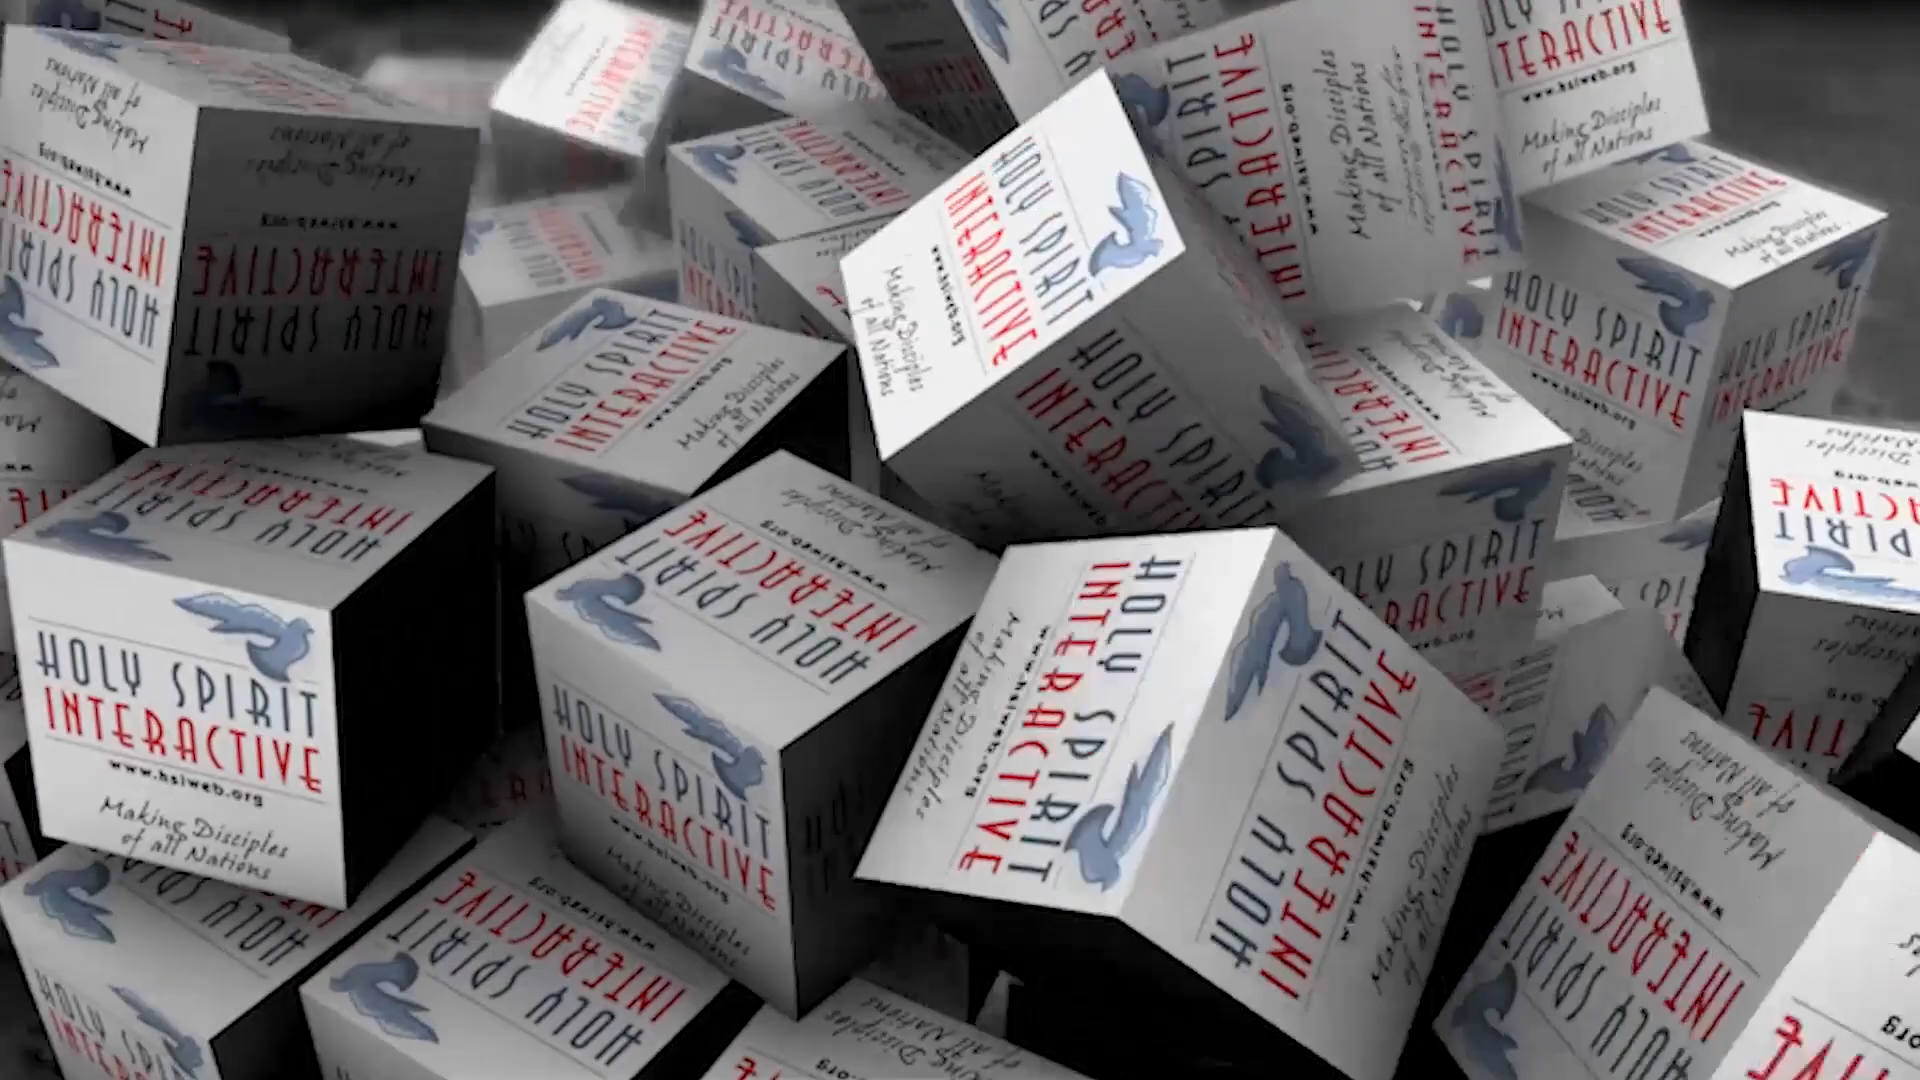 HOLY SPIRIT
INTERACTIVE
www.hsiweb.org
Making Disciples
of all Nations